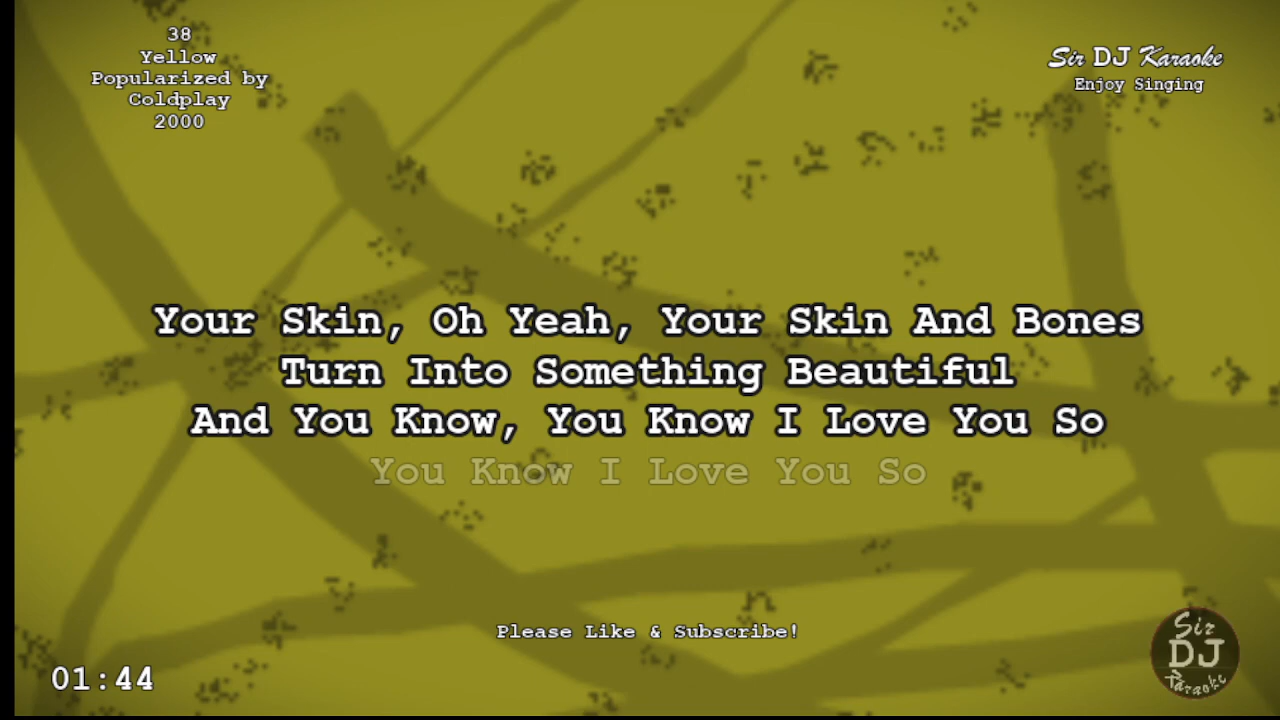 38
Yellow
Popularized by
Coldplay
2000
Sir DJ Karaoke
Enjoy Singing
Your Skin, Oh Yeah, Your Skin And Bones
Turn Into Something Beautiful
And You Know, You Know I Love You So
You Know I Love You So
Please Like & Subscribe!
01:44
Sir
DJ
Karaoke